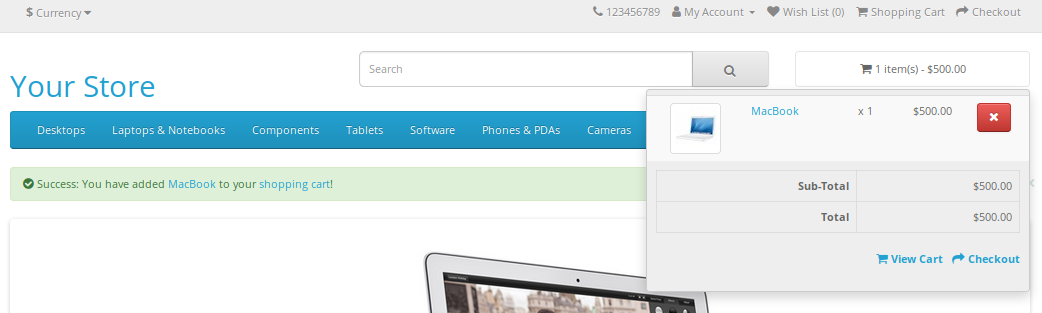 $ Currency
123456789 My Account Wish List (0) Shopping Cart Checkout
Search
1 item(s) - $500.00
Your Store
Desktops Laptops & Notebooks Components Tablets Software Phones & PDAs Cameras
MacBook x 1 $500.00
Success: You have added MacBook to your shopping cart!
Sub-Total $500.00
Total $500.00
View Cart Checkout